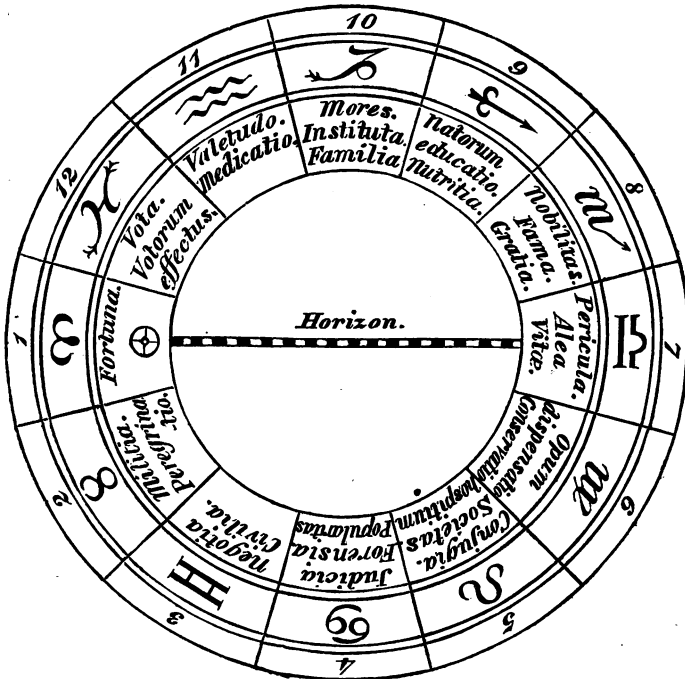 10
11
12
1
2
3
4
5
6
7
8
9
Mores.
Instituta.
Familia
Valetudo.
Medicatio.
Vota.
Votorum
effectus.
Fortuna.
Militia.
Peregrina
tio.
Negotia
Civilia.
Judicia
Forensia
Popularitas
Conjugia.
Societas
Hospitium
Opum
dispensatio
Conservatio
Pericula.
Alea
Vitæ.
Nobilitas.
Fama.
Gratia.
Natorum
educatio.
Nutritia.
Horizon.